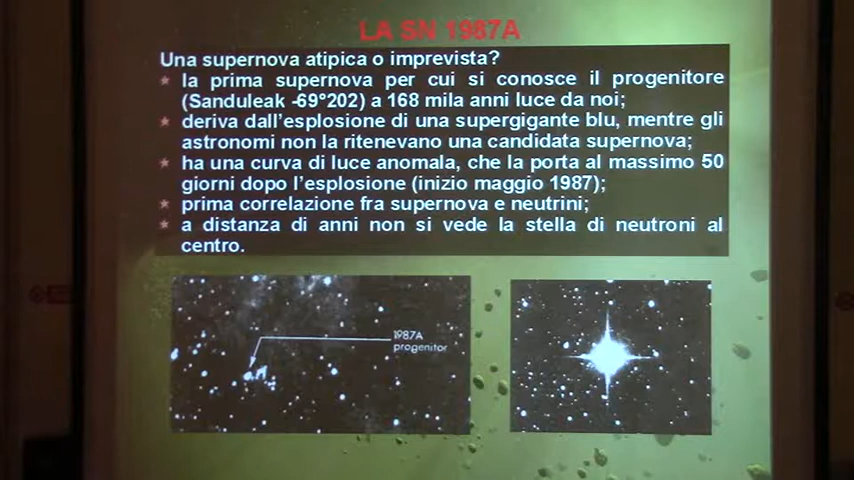 LA SN 1987A
Una supernova atipica o imprevista?
la prima supernova per cui si conosce il progenitore
(Sanduleak -69°202) a 168 mila anni luce da noi;
deriva dall'esplosione di una supergigante blu, mentre gli
astronomi non la ritenevano una candidata supernova;
ha una curva di luce anomala, che la porta al massimo 50
giorni dopo l'esplosione (inizio maggio 1987);
prima correlazione fra supernova e neutrini;
a distanza di anni non si vede la stella di neutroni al
centro.
1987A
progenitor